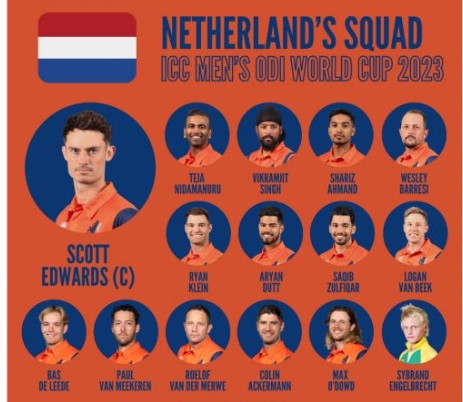 NETHERLAND'S SQUAD
ICC MEN'S ODI WORLD CUP 2023
TEJA
NIDAMANURU
VIKRAMJIT
SINGH
SHARIZ
AHMAND
WESLEY
BARRESI
SCOTT
EDWARDS (C)
RYAN
KLEIN
ARYAN
DUTT
SAQIB
ZULFIQAR
LOGAN
VAN BEEK
BAS
DE LEEDE
PAUL
VAN MEEKEREN
ROELOF
VAN DER MERWE
COLIN
ACKERMANN
MAX
O'DOWD
SYBRAND
ENGELBRECHT